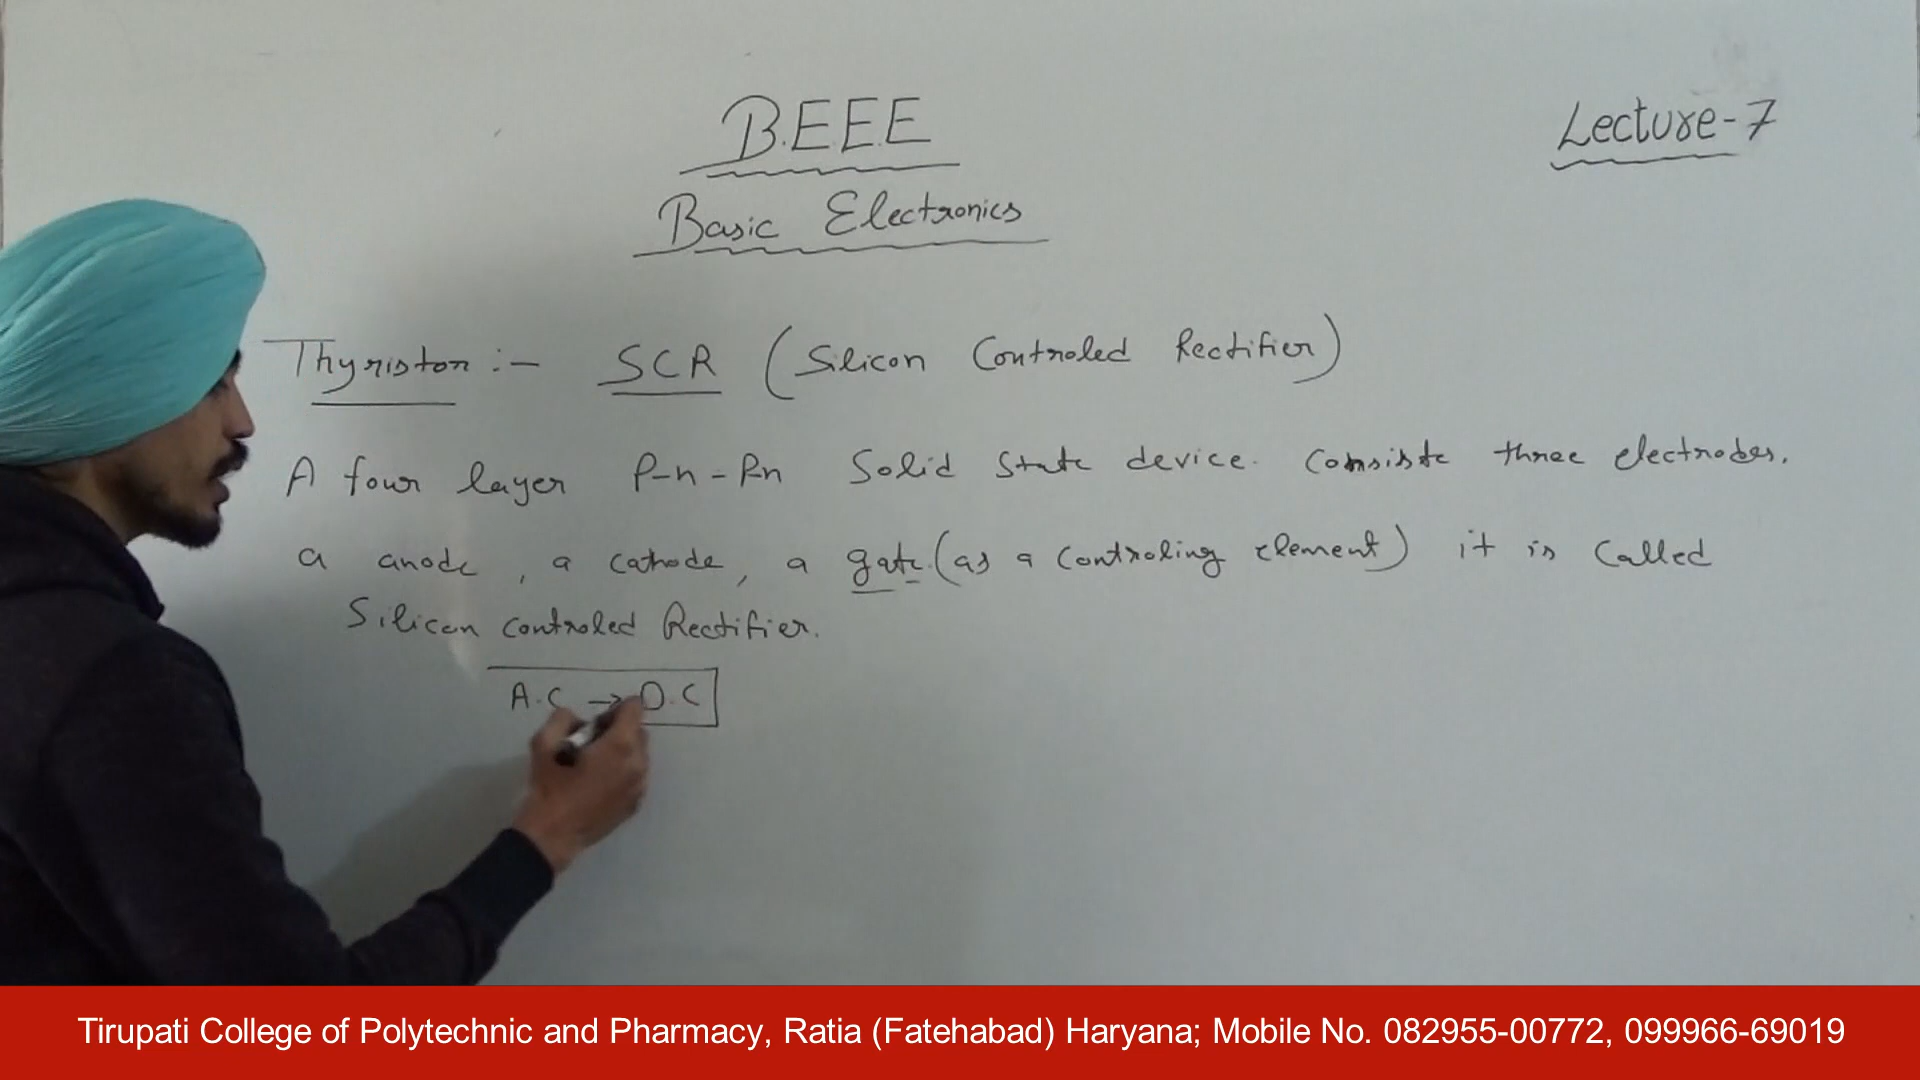 B.E.E.E
Lecture-7
Basic Electronics
Thyristor :- SCR (Silicon Controled Rectifier)
A four layer P-n-Pn Solid State device. Consists three electrodes.
a anode, a cathode, a gate (as a controling element) it is called
Silicon controled Rectifier.
A.C → D.C
Tirupati College of Polytechnic and Pharmacy, Ratia (Fatehabad) Haryana; Mobile No. 082955-00772, 099966-69019